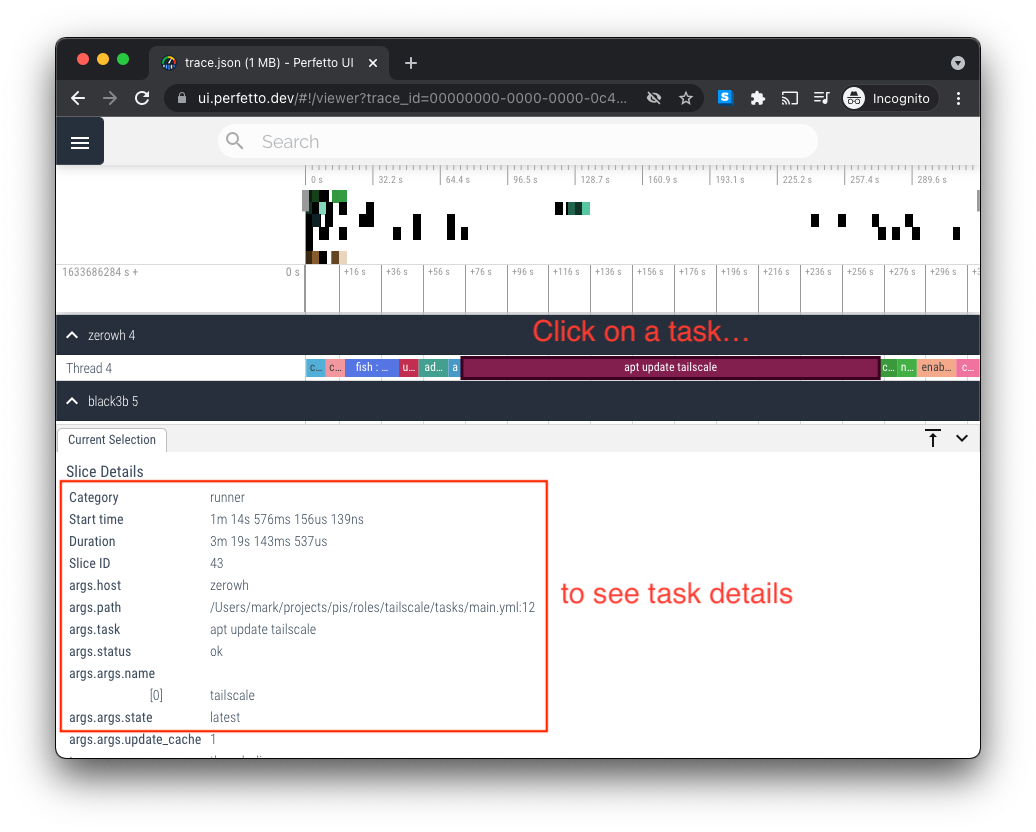 trace.json (1 MB) - Perfetto UI
ui.perfetto.dev/#!/viewer?trace_id=00000000-0000-0000-0c4...
S
Incognito
Search
0 s 32.2 s 64.4 s 96.5 s 128.7 s 160.9 s 193.1 s 225.2 s 257.4 s 289.6 s
1633686284 s + 0 s +16 s +36 s +56 s +76 s +96 s +116 s +136 s +156 s +176 s +196 s +216 s +236 s +256 s +276 s +296 s
zerowh 4
Click on a task...
Thread 4 c... c... fish : ... u... ad... a apt update tailscale c... n... enab... c...
black3b 5
Current Selection
Slice Details
Category runner
Start time 1m 14s 576ms 156us 139ns
Duration 3m 19s 143ms 537us
Slice ID 43
args.host zerowh
to see task details
args.path /Users/mark/projects/pis/roles/tailscale/tasks/main.yml:12
args.task apt update tailscale
args.status ok
args.args.name
[0] tailscale
args.args.state latest
args.args.update_cache 1